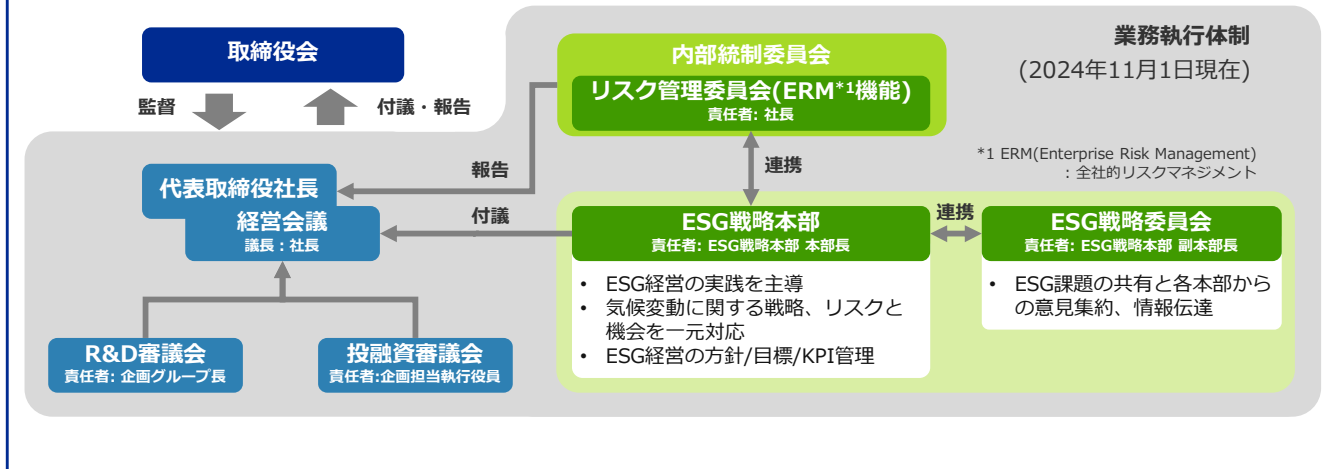 取締役会
監督
付議・報告
内部統制委員会
リスク管理委員会(ERM*1機能)
責任者: 社長
業務執行体制
(2024年11月1日現在)
*1 ERM(Enterprise Risk Management)
: 全社的リスクマネジメント
報告
連携
代表取締役社長
経営会議
議長：社長
付議
ESG戦略本部
責任者: ESG戦略本部 本部長
• ESG経営の実践を主導
• 気候変動に関する戦略、リスクと
機会を一元対応
• ESG経営の方針/目標/KPI管理
連携
ESG戦略委員会
責任者: ESG戦略本部 副本部長
• ESG課題の共有と各本部から
の意見集約、情報伝達
R&D審議会
責任者: 企画グループ長
投融資審議会
責任者:企画担当執行役員